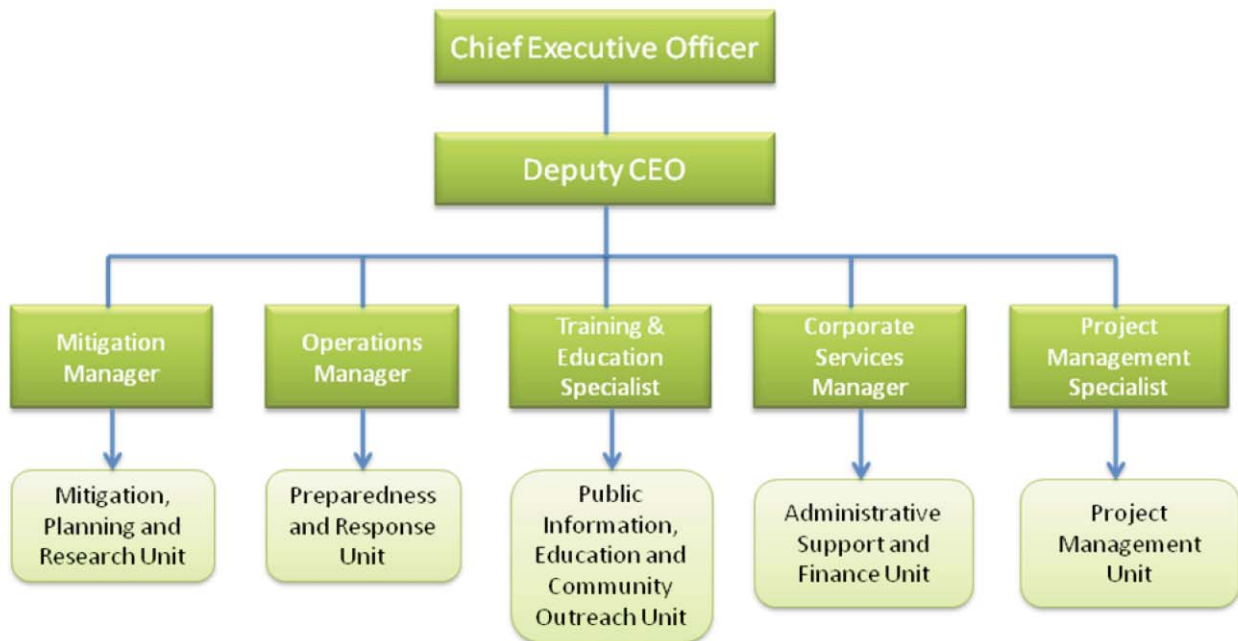 Chief Executive Officer
Deputy CEO
Mitigation
Manager
Operations
Manager
Training &
Education
Specialist
Corporate
Services
Manager
Project
Management
Specialist
Mitigation,
Planning and
Research Unit
Preparedness
and Response
Unit
Public
Information,
Education and
Community
Outreach Unit
Administrative
Support and
Finance Unit
Project
Management
Unit